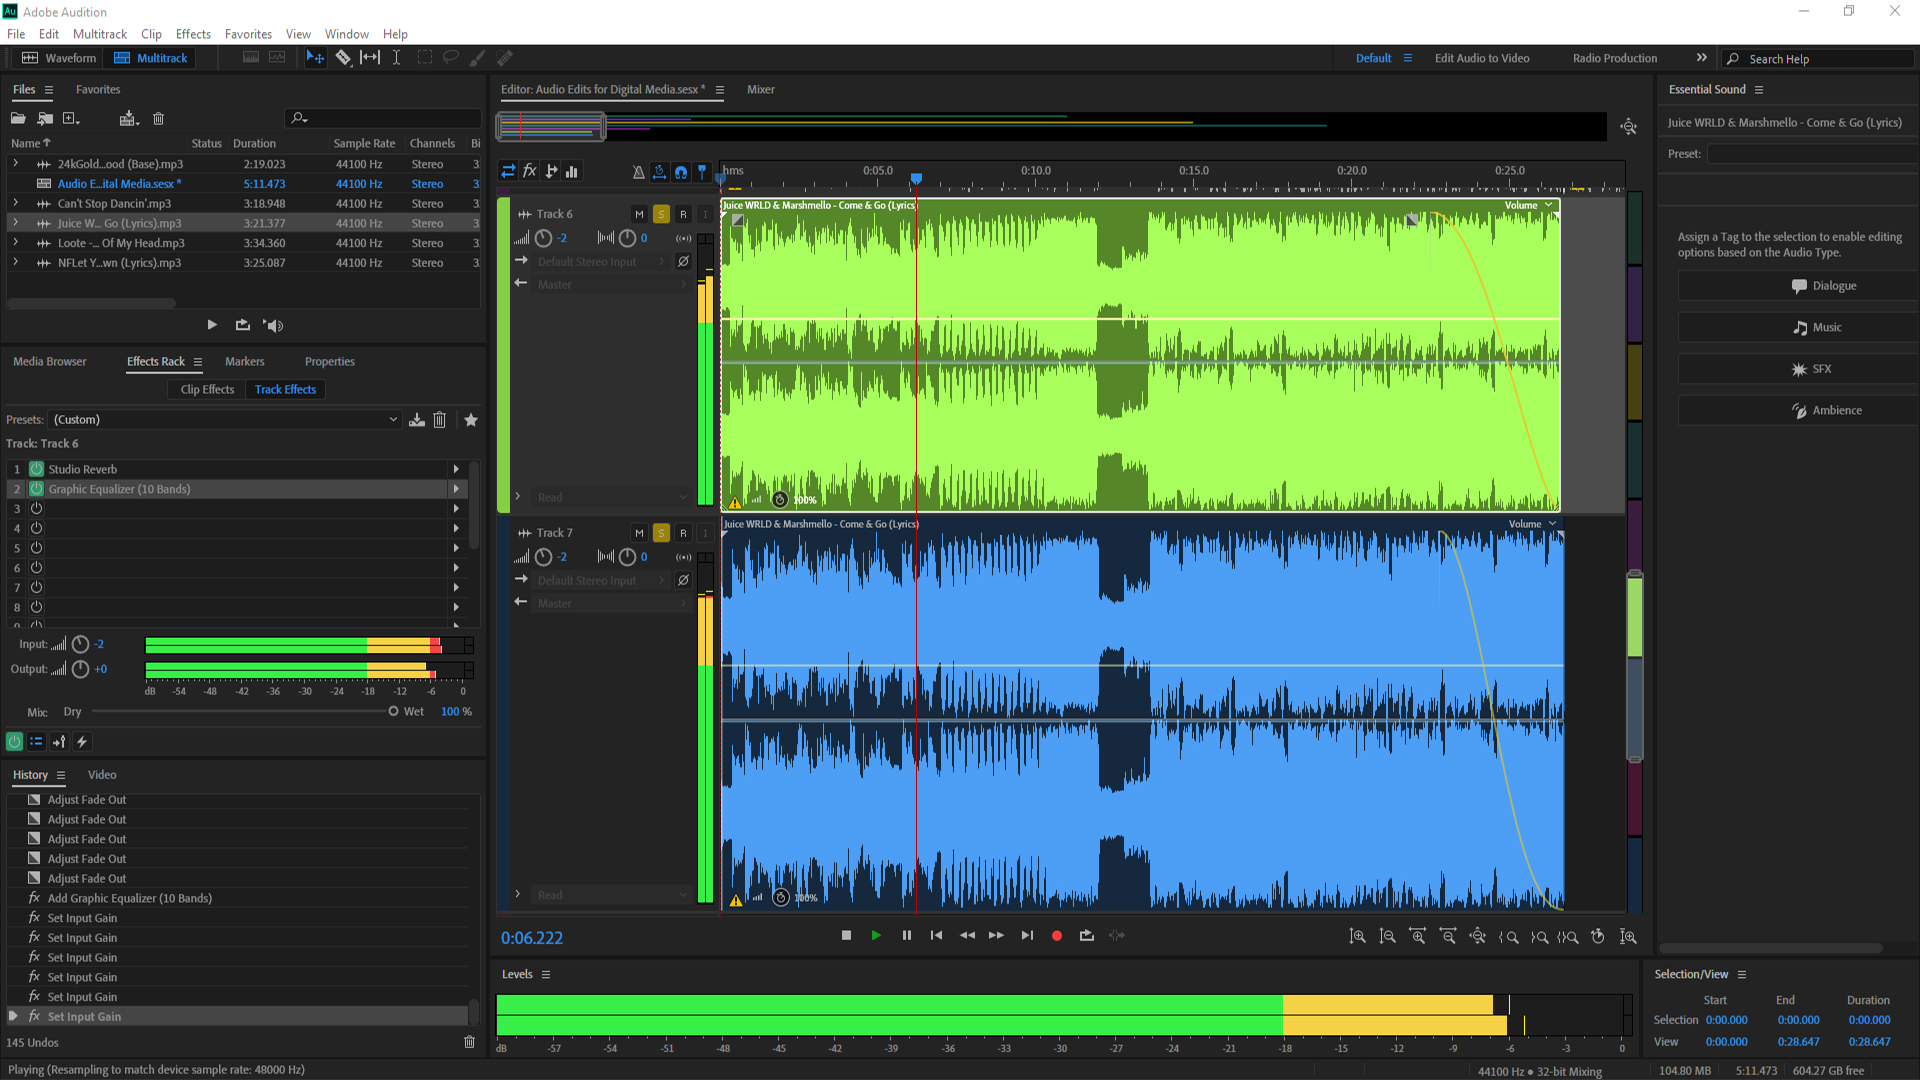 Au Adobe Audition
File Edit Multitrack Clip Effects Favorites View Window Help
Waveform Multitrack Default Edit Audio to Video Radio Production Search Help
Files Favorites
Name Status Duration Sample Rate Channels Bi
24kGold...ood (Base).mp3 2:19.023 44100 Hz Stereo 3
Audio E...ital Media.sesx * 5:11.473 44100 Hz Stereo 3
Can't Stop Dancin'.mp3 3:18.948 44100 Hz Stereo 3
Juice W... Go (Lyrics).mp3 3:21.377 44100 Hz Stereo 3
Loote -... Of My Head.mp3 3:34.360 44100 Hz Stereo 3
NFLet Y...wn (Lyrics).mp3 3:25.087 44100 Hz Stereo 3
Media Browser Effects Rack Markers Properties
Clip Effects Track Effects
Presets: (Custom)
Track: Track 6
1 Studio Reverb
2 Graphic Equalizer (10 Bands)
3
4
5
6
7
8
Input: -2
Output: +0
dB -54 -48 -42 -36 -30 -24 -18 -12 -6 0
Mix: Dry Wet 100 %
History Video
Adjust Fade Out
Adjust Fade Out
Adjust Fade Out
Adjust Fade Out
Adjust Fade Out
fx Add Graphic Equalizer (10 Bands)
fx Set Input Gain
fx Set Input Gain
fx Set Input Gain
fx Set Input Gain
fx Set Input Gain
fx Set Input Gain
145 Undos
Playing (Resampling to match device sample rate: 48000 Hz)
Editor: Audio Edits for Digital Media.sesx * Mixer
fx hms 0:05.0 0:10.0 0:15.0 0:20.0 0:25.0
Track 6 M S R I
-2 0
Default Stereo Input
Master
Read
Juice WRLD & Marshmello - Come & Go (Lyrics) Volume
100%
Track 7 M S R I
-2 0
Default Stereo Input
Master
Read
Juice WRLD & Marshmello - Come & Go (Lyrics) Volume
100%
0:06.222
Levels
dB -57 -54 -51 -48 -45 -42 -39 -36 -33 -30 -27 -24 -21 -18 -15 -12 -9 -6 -3 0
Essential Sound
Juice WRLD & Marshmello - Come & Go (Lyrics)
Preset:
Assign a Tag to the selection to enable editing
options based on the Audio Type.
Dialogue
Music
SFX
Ambience
Selection/View
Start End Duration
Selection 0:00.000 0:00.000 0:00.000
View 0:00.000 0:28.647 0:28.647
44100 Hz ● 32-bit Mixing 104.80 MB 5:11.473 604.27 GB free